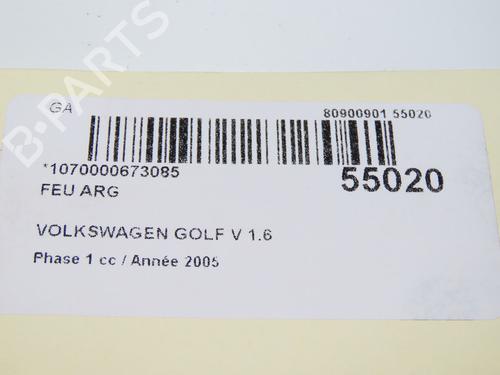 GA
80900901 55020
*1070000673085
55020
FEU ARG
VOLKSWAGEN GOLF V 1.6
Phase 1 cc / Année 2005
B-PARTS